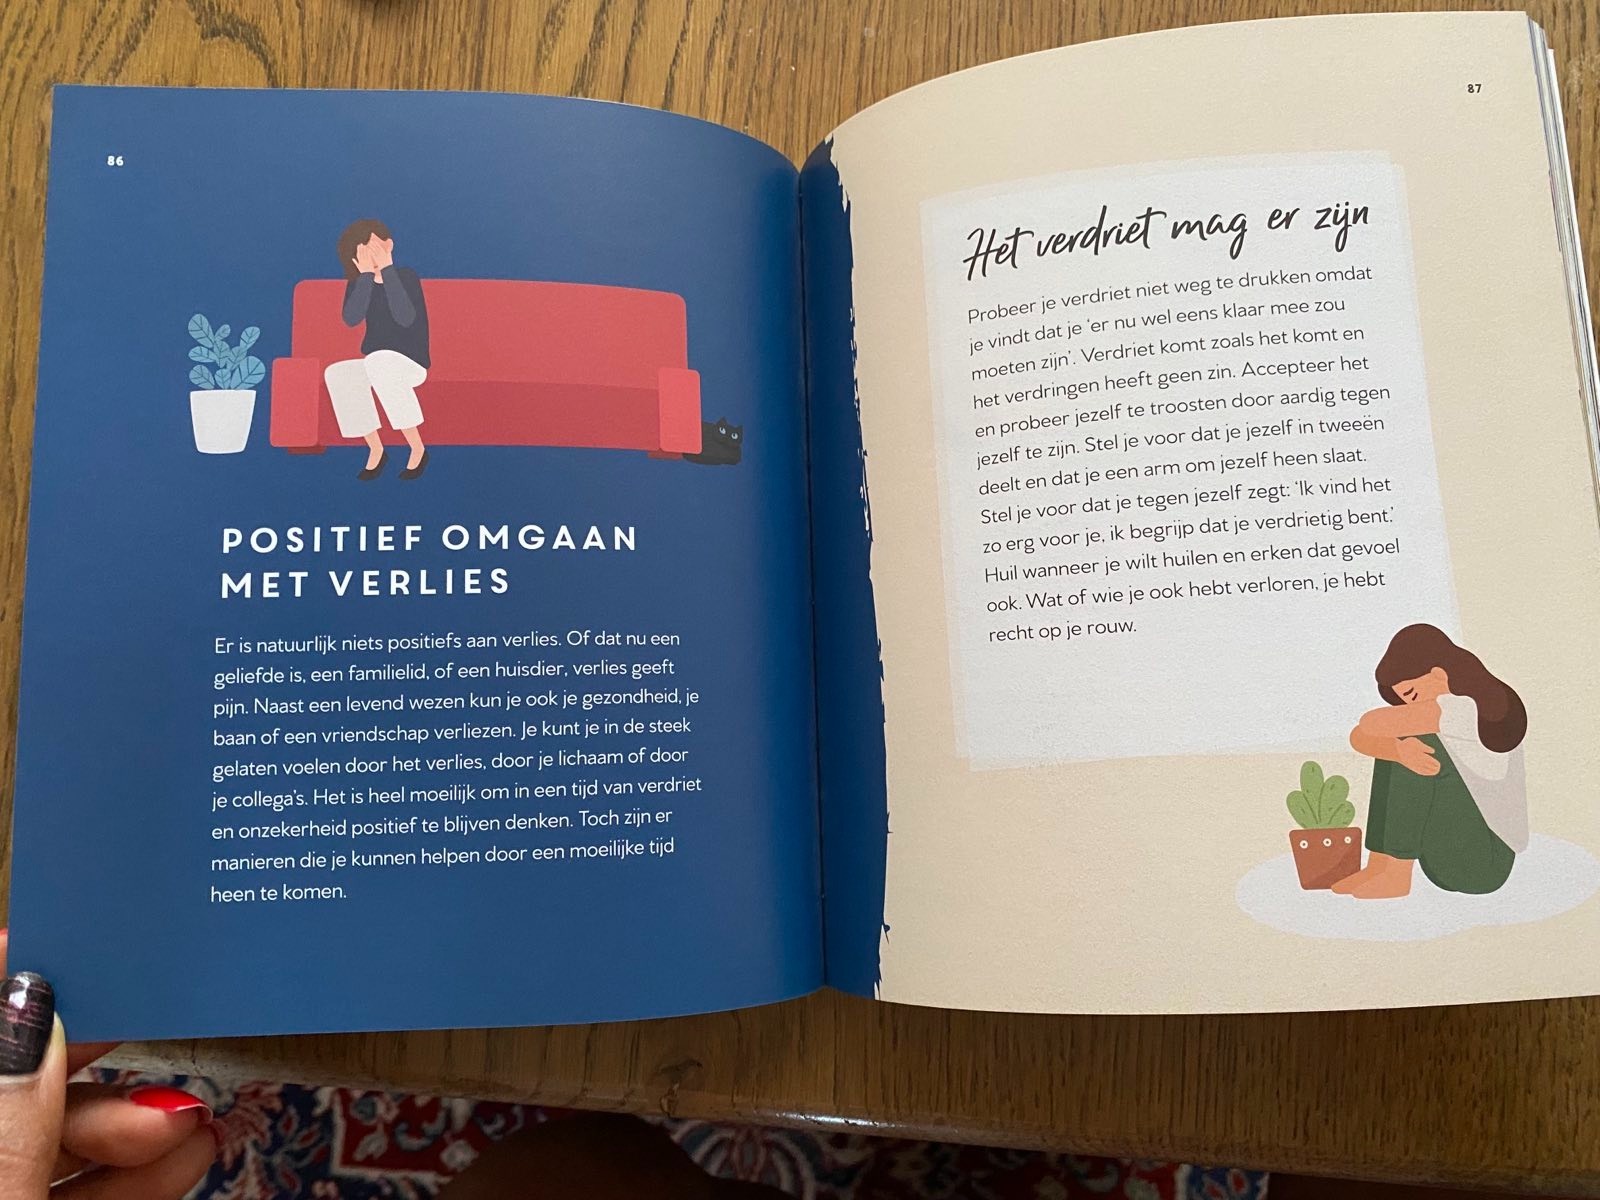 86
POSITIEF OMGAAN
MET VERLIES
Er is natuurlijk niets positiefs aan verlies. Of dat nu een
geliefde is, een familielid, of een huisdier, verlies geeft
pijn. Naast een levend wezen kun je ook je gezondheid, je
baan of een vriendschap verliezen. Je kunt je in de steek
gelaten voelen door het verlies, door je lichaam of door
je collega's. Het is heel moeilijk om in een tijd van verdriet
en onzekerheid positief te blijven denken. Toch zijn er
manieren die je kunnen helpen door een moeilijke tijd
heen te komen.
87
Het verdriet mag er zijn
Probeer je verdriet niet weg te drukken omdat
je vindt dat je 'er nu wel eens klaar mee zou
moeten zijn'. Verdriet komt zoals het komt en
het verdringen heeft geen zin. Accepteer het
en probeer jezelf te troosten door aardig tegen
jezelf te zijn. Stel je voor dat je jezelf in tweeën
deelt en dat je een arm om jezelf heen slaat.
Stel je voor dat je tegen jezelf zegt: 'Ik vind het
zo erg voor je, ik begrijp dat je verdrietig bent.'
Huil wanneer je wilt huilen en erken dat gevoel
ook. Wat of wie je ook hebt verloren, je hebt
recht op je rouw.